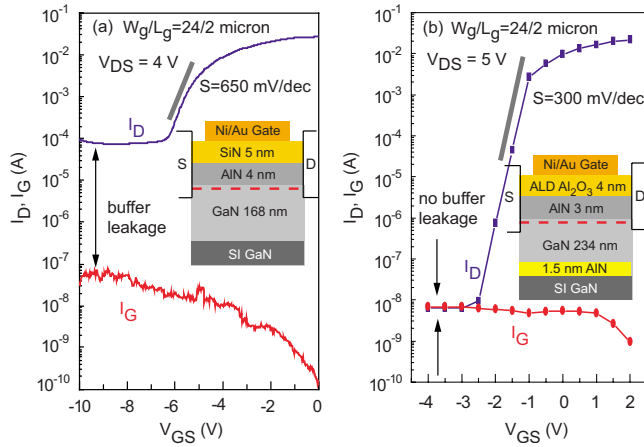 (a) Wg/Lg=24/2 micron
VDS = 4 V
S=650 mV/dec
ID
Ni/Au Gate
SiN 5 nm
AlN 4 nm
GaN 168 nm
SI GaN
S
D
buffer
leakage
IG
10^-1
10^-2
10^-3
10^-4
10^-5
10^-6
10^-7
10^-8
10^-9
10^-10
ID, IG (A)
-10 -8 -6 -4 -2 0
VGS (V)
(b) Wg/Lg=24/2 micron
VDS = 5 V
S=300 mV/dec
Ni/Au Gate
ALD Al2O3 4 nm
AlN 3 nm
GaN 234 nm
1.5 nm AlN
SI GaN
S
D
no buffer
leakage
ID
IG
10^-1
10^-2
10^-3
10^-4
10^-5
10^-6
10^-7
10^-8
10^-9
10^-10
ID, IG (A)
-4 -3 -2 -1 0 1 2
VGS (V)